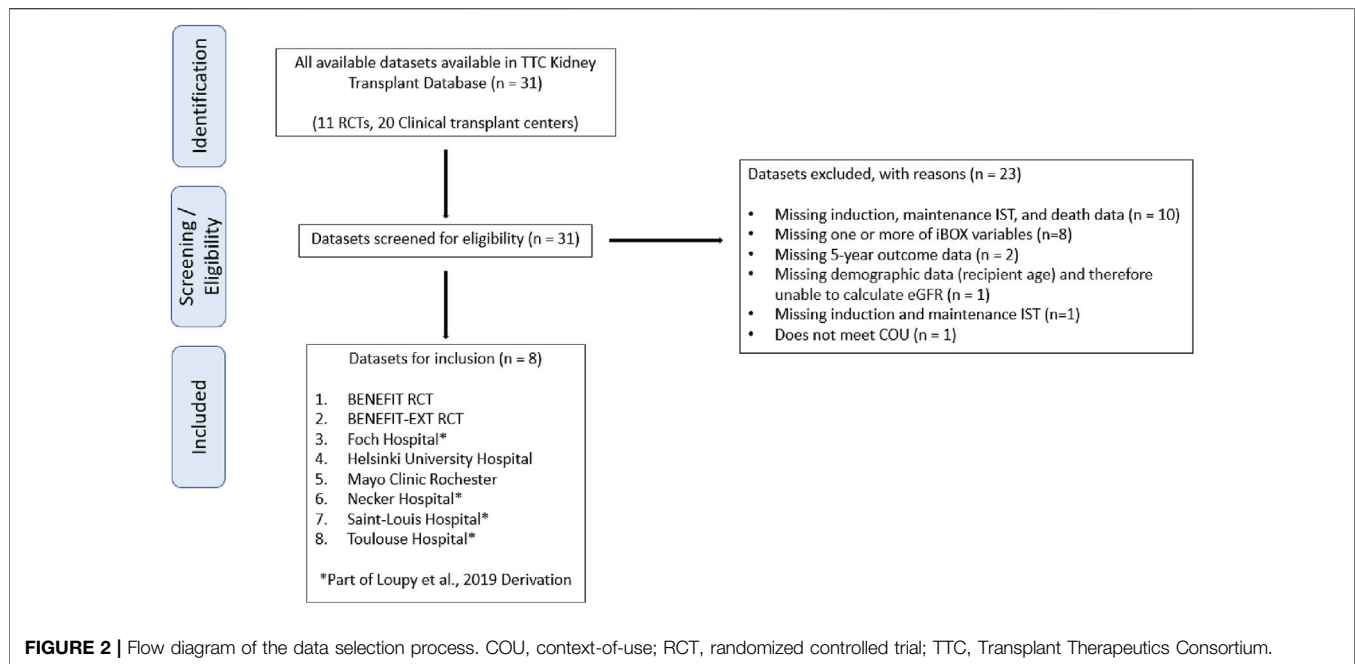 Identification
All available datasets available in TTC Kidney
Transplant Database (n = 31)
(11 RCTs, 20 Clinical transplant centers)
Screening /
Eligibility
Datasets screened for eligibility (n = 31)
Datasets excluded, with reasons (n = 23)
• Missing induction, maintenance IST, and death data (n = 10)
• Missing one or more of iBOX variables (n=8)
• Missing 5-year outcome data (n = 2)
• Missing demographic data (recipient age) and therefore
unable to calculate eGFR (n = 1)
• Missing induction and maintenance IST (n=1)
• Does not meet COU (n = 1)
Included
Datasets for inclusion (n = 8)
1. BENEFIT RCT
2. BENEFIT-EXT RCT
3. Foch Hospital*
4. Helsinki University Hospital
5. Mayo Clinic Rochester
6. Necker Hospital*
7. Saint-Louis Hospital*
8. Toulouse Hospital*
*Part of Loupy et al., 2019 Derivation
FIGURE 2 | Flow diagram of the data selection process. COU, context-of-use; RCT, randomized controlled trial; TTC, Transplant Therapeutics Consortium.